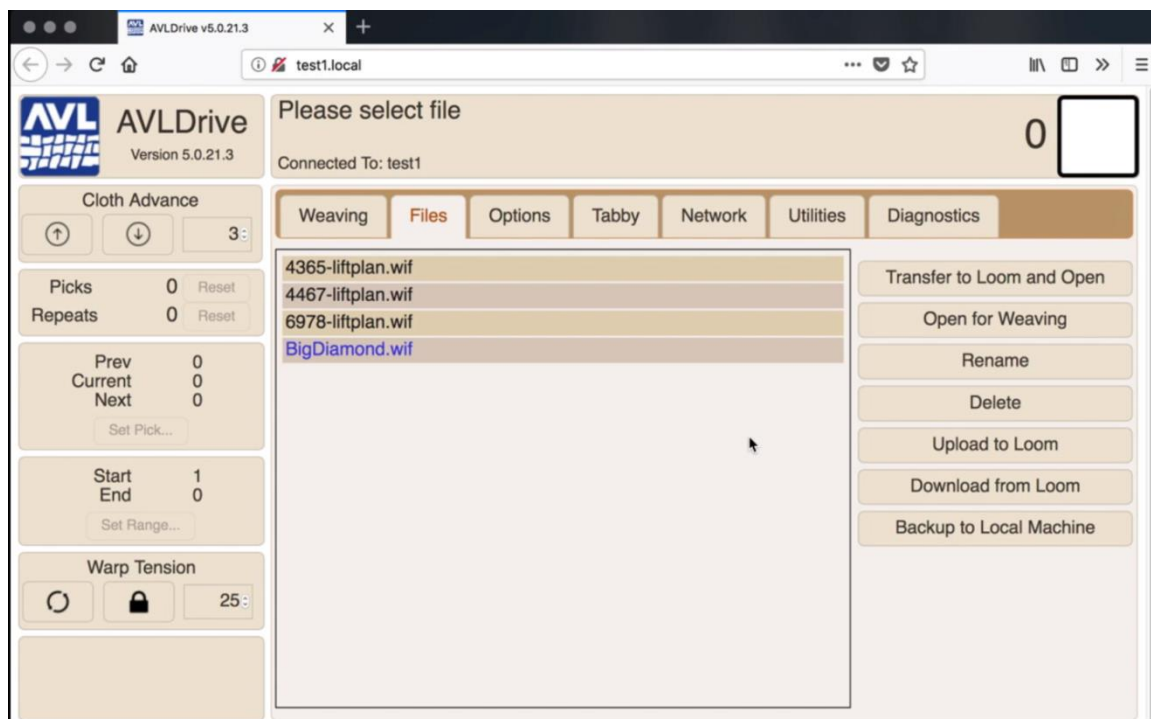 AVLDrive v5.0.21.3
test1.local
AVL
AVLDrive
Version 5.0.21.3
Please select file
Connected To: test1
0
Cloth Advance
3
Picks 0 Reset
Repeats 0 Reset
Prev 0
Current 0
Next 0
Set Pick...
Start 1
End 0
Set Range...
Warp Tension
25
Weaving Files Options Tabby Network Utilities Diagnostics
4365-liftplan.wif
4467-liftplan.wif
6978-liftplan.wif
BigDiamond.wif
Transfer to Loom and Open
Open for Weaving
Rename
Delete
Upload to Loom
Download from Loom
Backup to Local Machine